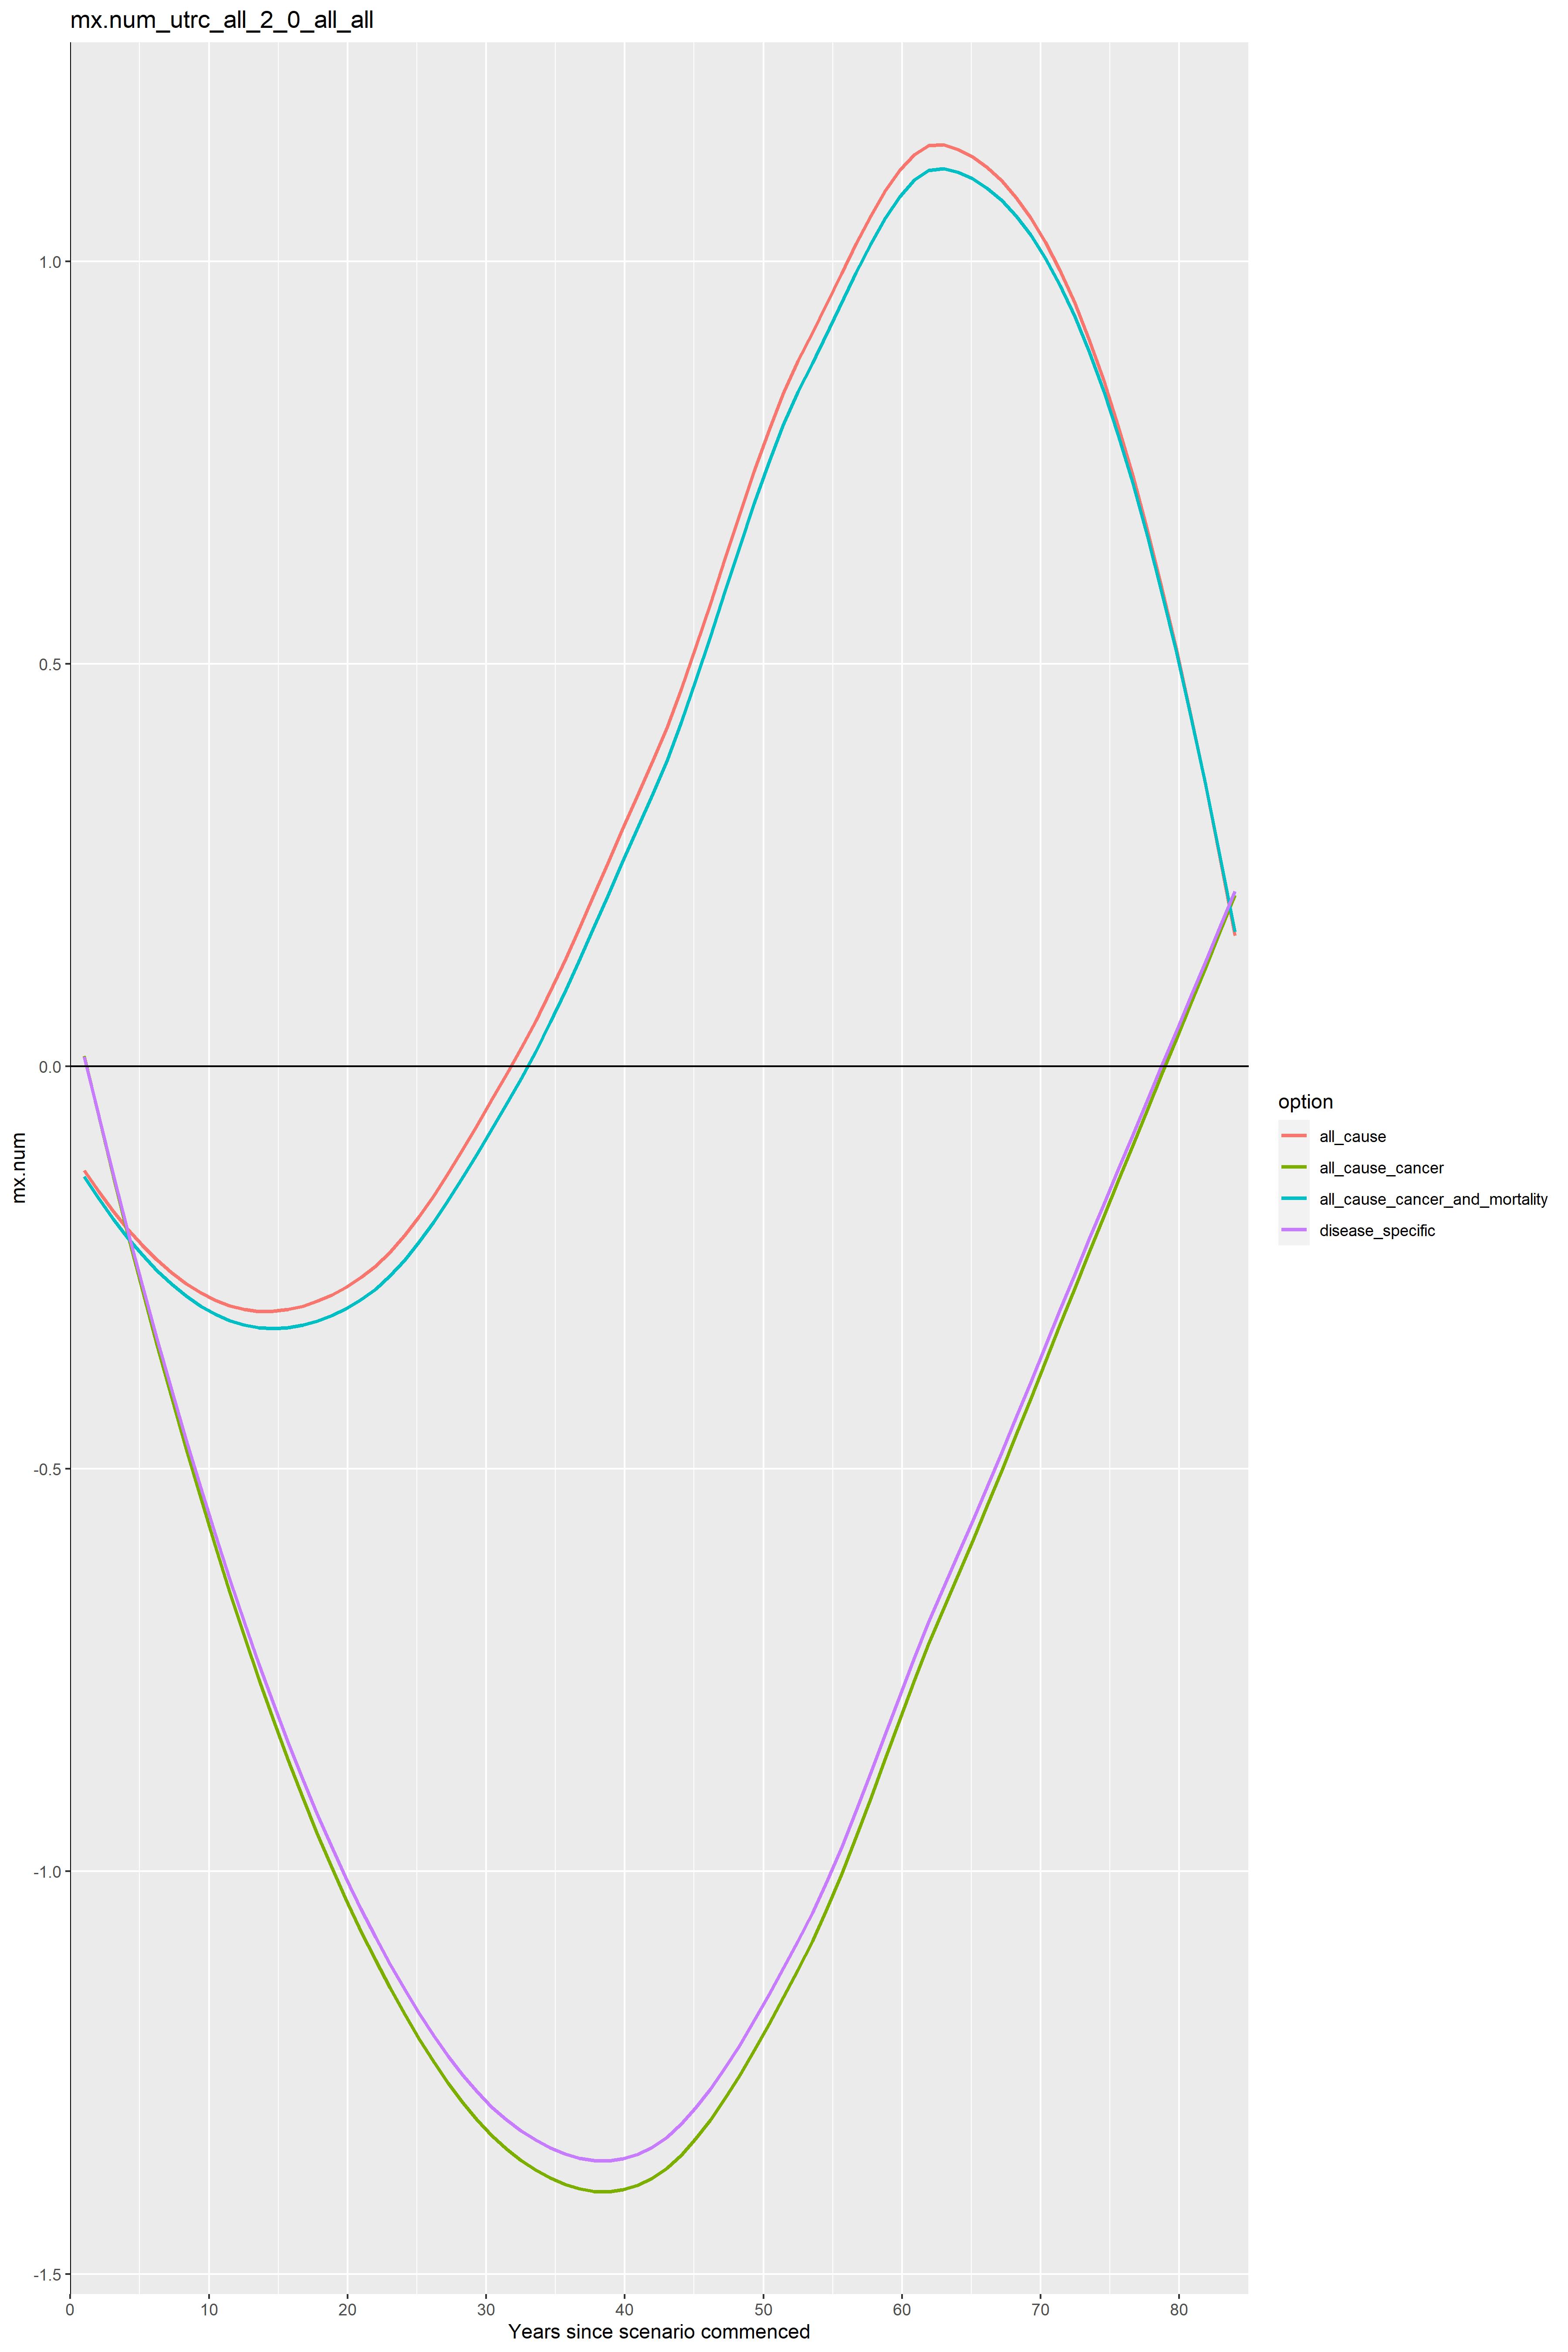 mx.num_utrc_all_2_0_all_all
1.0
0.5
0.0
-0.5
-1.0
-1.5
mx.num
0 10 20 30 40 50 60 70 80
Years since scenario commenced
option
all_cause
all_cause_cancer
all_cause_cancer_and_mortality
disease_specific